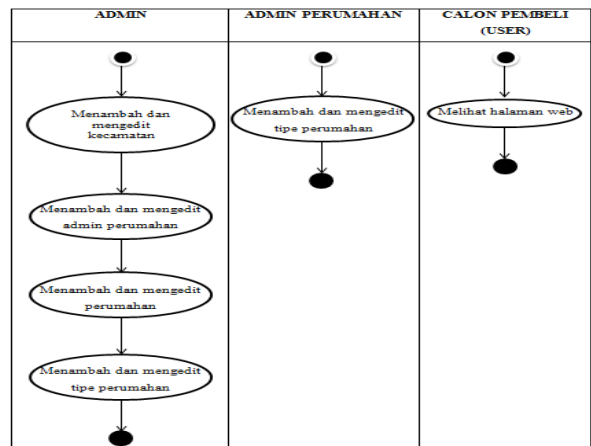 ADMIN
ADMIN PERUMAHAN
CALON PEMBELI
(USER)
Menambah dan
mengedit
kecamatan
Menambah dan mengedit
admin perumahan
Menambah dan mengedit
perumahan
Menambah dan mengedit
tipe perumahan
Menambah dan mengedit
tipe perumahan
Melihat halaman web